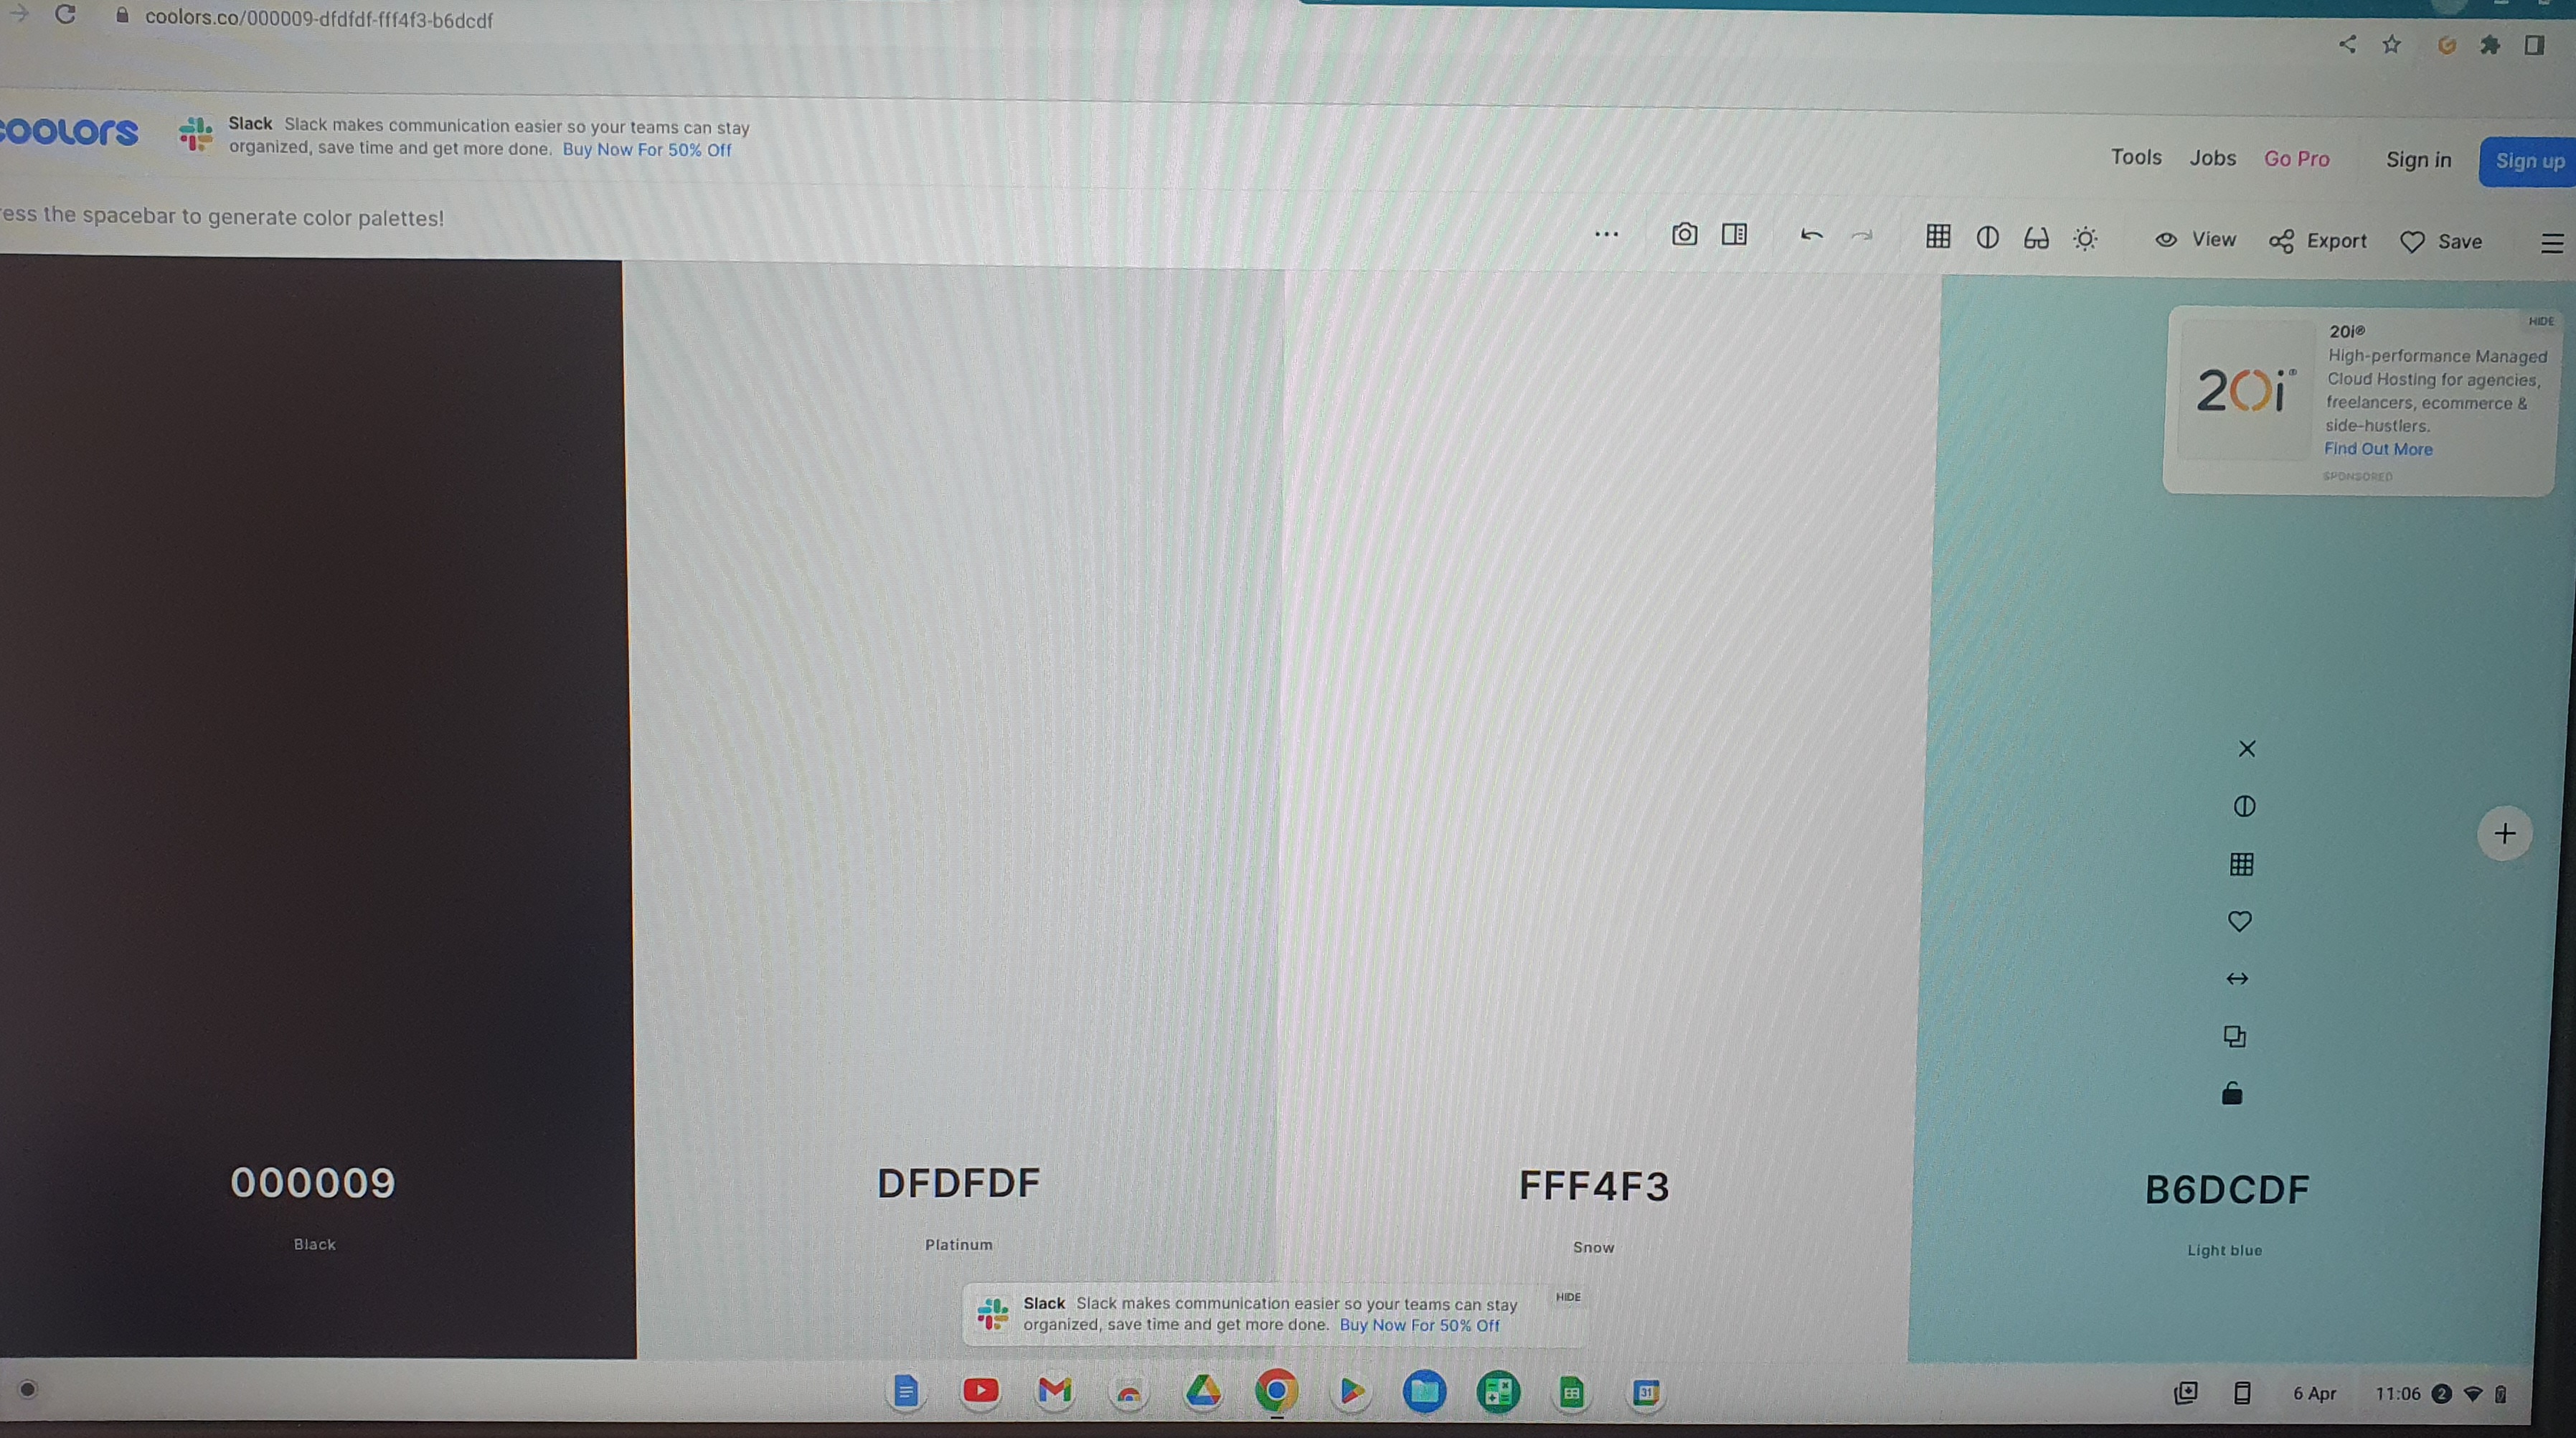 coolors.co/000009-dfdfdf-fff4f3-b6dcdf
coolors
Slack Slack makes communication easier so your teams can stay
organized, save time and get more done. Buy Now For 50% Off
Tools Jobs Go Pro Sign in Sign up
ess the spacebar to generate color palettes!
View Export Save
HIDE
20i®
20i®
High-performance Managed
Cloud Hosting for agencies,
freelancers, ecommerce &
side-hustlers.
Find Out More
SPONSORED
000009
Black
DFDFDF
Platinum
FFF4F3
Snow
B6DCDF
Light blue
Slack Slack makes communication easier so your teams can stay
organized, save time and get more done. Buy Now For 50% Off
HIDE
31
6 Apr 11:06 2